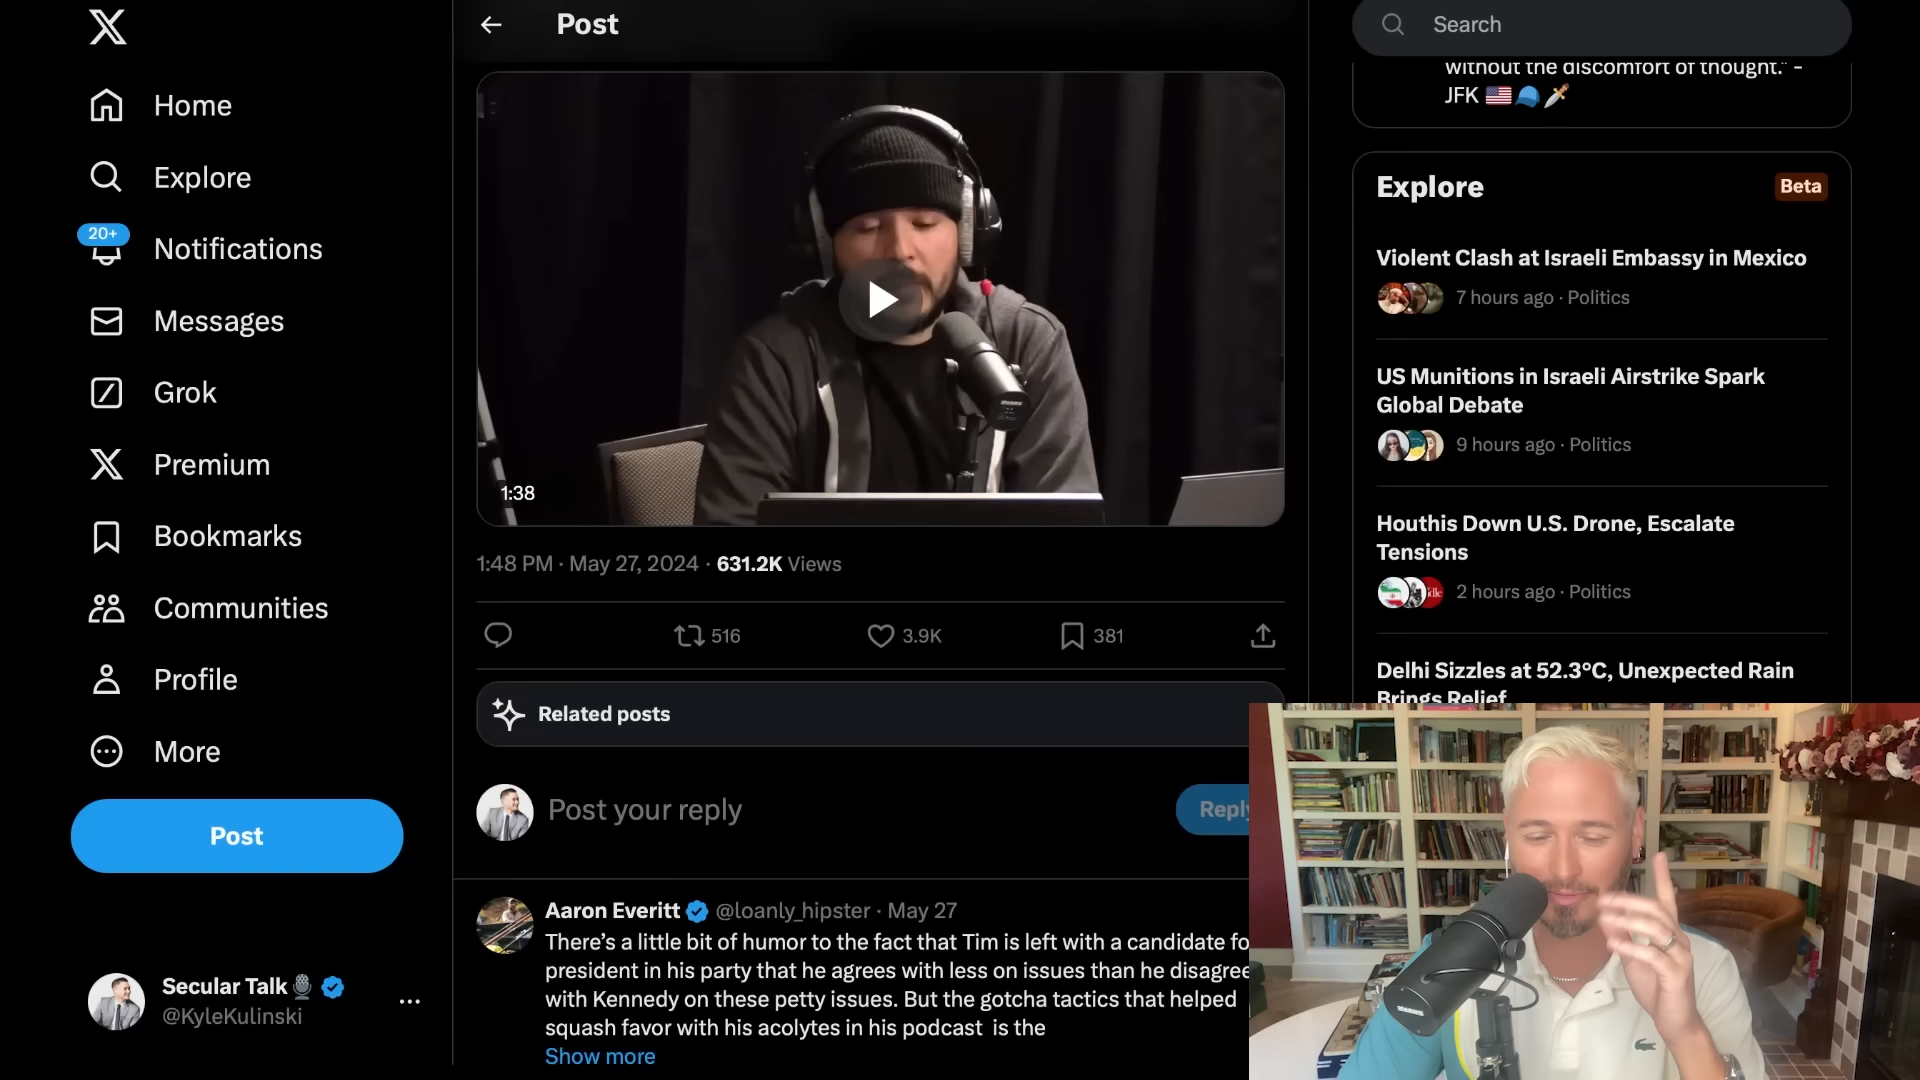 Post
Search
without the discomfort of thought." -
JFK
Home
Explore
20+
Notifications
Messages
Grok
Premium
Bookmarks
Communities
Profile
More
Post
Secular Talk
@KyleKulinski
1:38
1:48 PM · May 27, 2024 · 631.2K Views
516
3.9K
381
Related posts
Post your reply
Reply
Aaron Everitt @loanly_hipster · May 27
There's a little bit of humor to the fact that Tim is left with a candidate fo
president in his party that he agrees with less on issues than he disagree
with Kennedy on these petty issues. But the gotcha tactics that helped
squash favor with his acolytes in his podcast is the
Show more
Explore
Beta
Violent Clash at Israeli Embassy in Mexico
7 hours ago · Politics
US Munitions in Israeli Airstrike Spark
Global Debate
9 hours ago · Politics
Houthis Down U.S. Drone, Escalate
Tensions
2 hours ago · Politics
Delhi Sizzles at 52.3°C, Unexpected Rain
Brings Relief